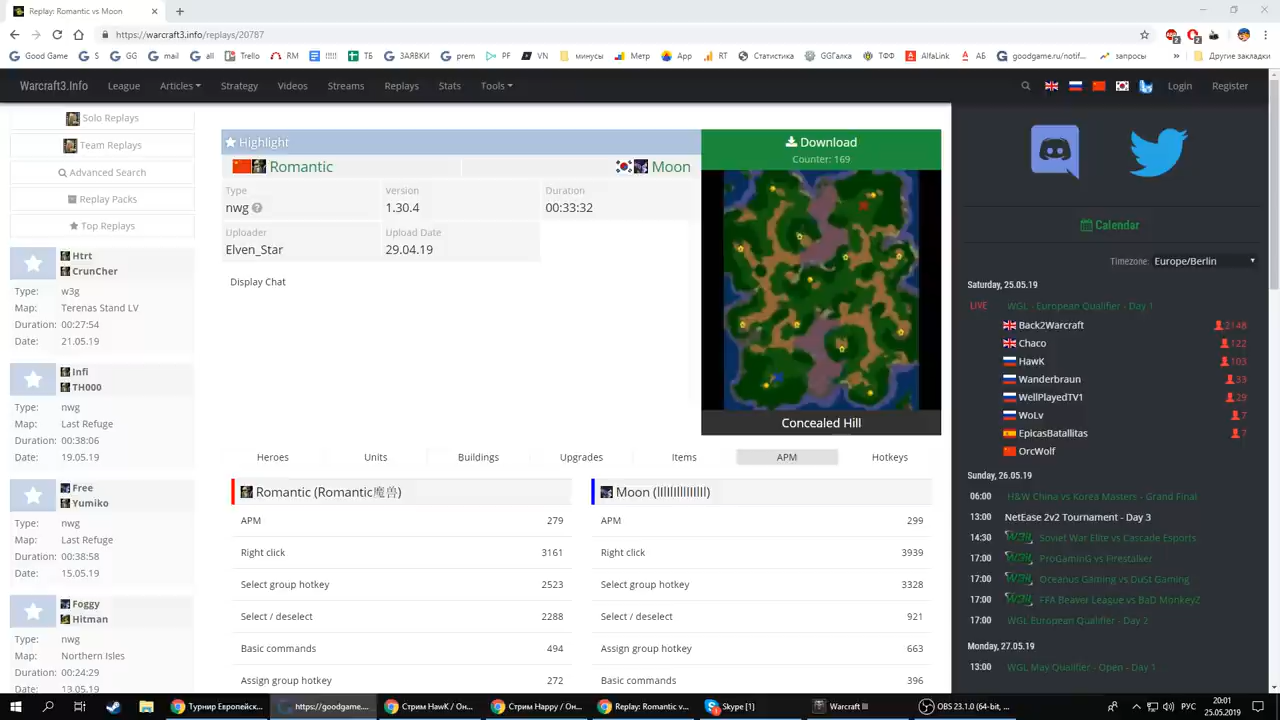 Replay: Romantic vs Moon
https://warcraft3.info/replays/20787
Good Game
S
GG
mail
all
Trello
RM
!!!!
ТБ
ЗАЯВКИ
prem
PF
VN
минусы
Метр
App
RT
Статистика
GGГалка
ТФФ
AlfaLink
АБ
goodgame.ru/notif...
запросы
»
Другие закладки
Warcraft3.Info
League
Articles
Strategy
Videos
Streams
Replays
Stats
Tools
Login
Register
Solo Replays
Team Replays
Advanced Search
Replay Packs
Top Replays
Htrt
CrunCher
Type: w3g
Map: Terenas Stand LV
Duration: 00:27:54
Date: 21.05.19
Infi
TH000
Type: nwg
Map: Last Refuge
Duration: 00:38:06
Date: 19.05.19
Free
Yumiko
Type: nwg
Map: Last Refuge
Duration: 00:38:58
Date: 15.05.19
Foggy
Hitman
Type: nwg
Map: Northern Isles
Duration: 00:24:29
Date: 13.05.19
Highlight
Romantic
Moon
Type
Version
Duration
nwg
1.30.4
00:33:32
Uploader
Upload Date
Elven_Star
29.04.19
Display Chat
Download
Counter: 169
Concealed Hill
Heroes
Units
Buildings
Upgrades
Items
APM
Hotkeys
Romantic (Romantic魔兽)
APM 279
Right click 3161
Select group hotkey 2523
Select / deselect 2288
Basic commands 494
Assign group hotkey 272
Moon (llllllllllllll)
APM 299
Right click 3939
Select group hotkey 3328
Select / deselect 921
Assign group hotkey 663
Basic commands 396
Calendar
Timezone: Europe/Berlin
Saturday, 25.05.19
LIVE WGL - European Qualifier - Day 1
Back2Warcraft 2148
Chaco 122
HawK 103
Wanderbraun 33
WellPlayedTV1 29
WoLv 7
EpicasBatallitas 7
OrcWolf
Sunday, 26.05.19
06:00 H&W China vs Korea Masters - Grand Final
13:00 NetEase 2v2 Tournament - Day 3
14:30 Soviet War Elite vs Cascade Esports
17:00 ProGaminG vs Firestalker
17:00 Oceanus Gaming vs DuSt Gaming
17:00 FFA Beaver League vs BaD MonkeyZ
17:00 WGL European Qualifier - Day 2
Monday, 27.05.19
13:00 WGL May Qualifier - Open - Day 1
Турнир Европейск...
https://goodgame....
Стрим HawK / Он...
Стрим Happy / Он...
Replay: Romantic v...
Skype [1]
Warcraft III
OBS 23.1.0 (64-bit, ...
РУС
20:01
25.05.2019